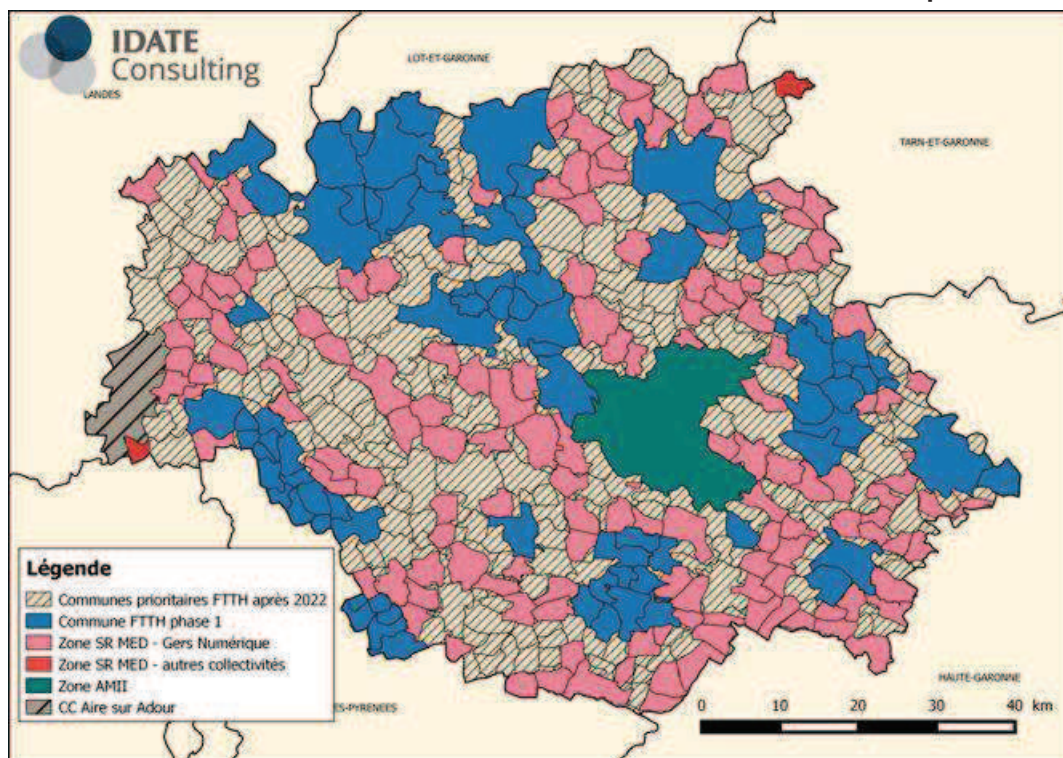 IDATE
Consulting
LOT-ET-GARONNE
LANDES
TARN-ET-GARONNE
Légende
Communes prioritaires FTTH après 2022
Commune FTTH phase 1
Zone SR MED - Gers Numérique
Zone SR MED - autres collectivités
Zone AMII
CC Aire sur Adour
ES-PYRENEES
HAUTE-GARONNE
0 10 20 30 40 km